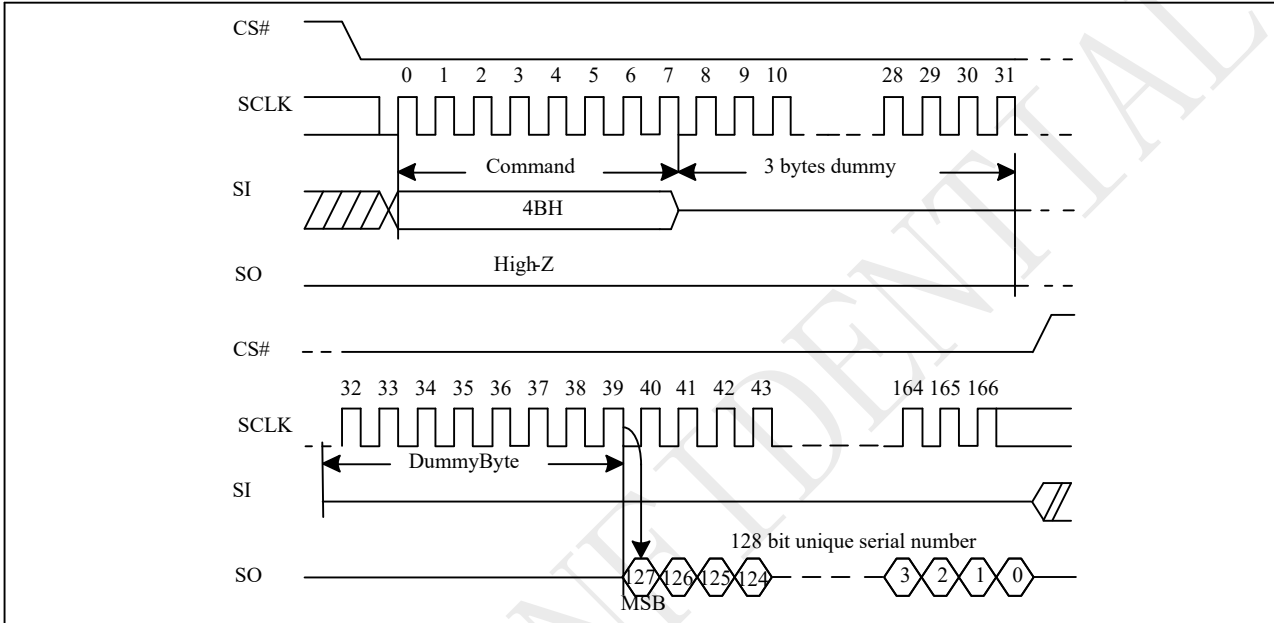 CS#
0 1 2 3 4 5 6 7 8 9 10 28 29 30 31
SCLK
Command 3 bytes dummy
SI
4BH
High-Z
SO
CS#
32 33 34 35 36 37 38 39 40 41 42 43 164 165 166
SCLK
DummyByte
SI
128 bit unique serial number
SO 127 126 125 124 3 2 1 0
MSB